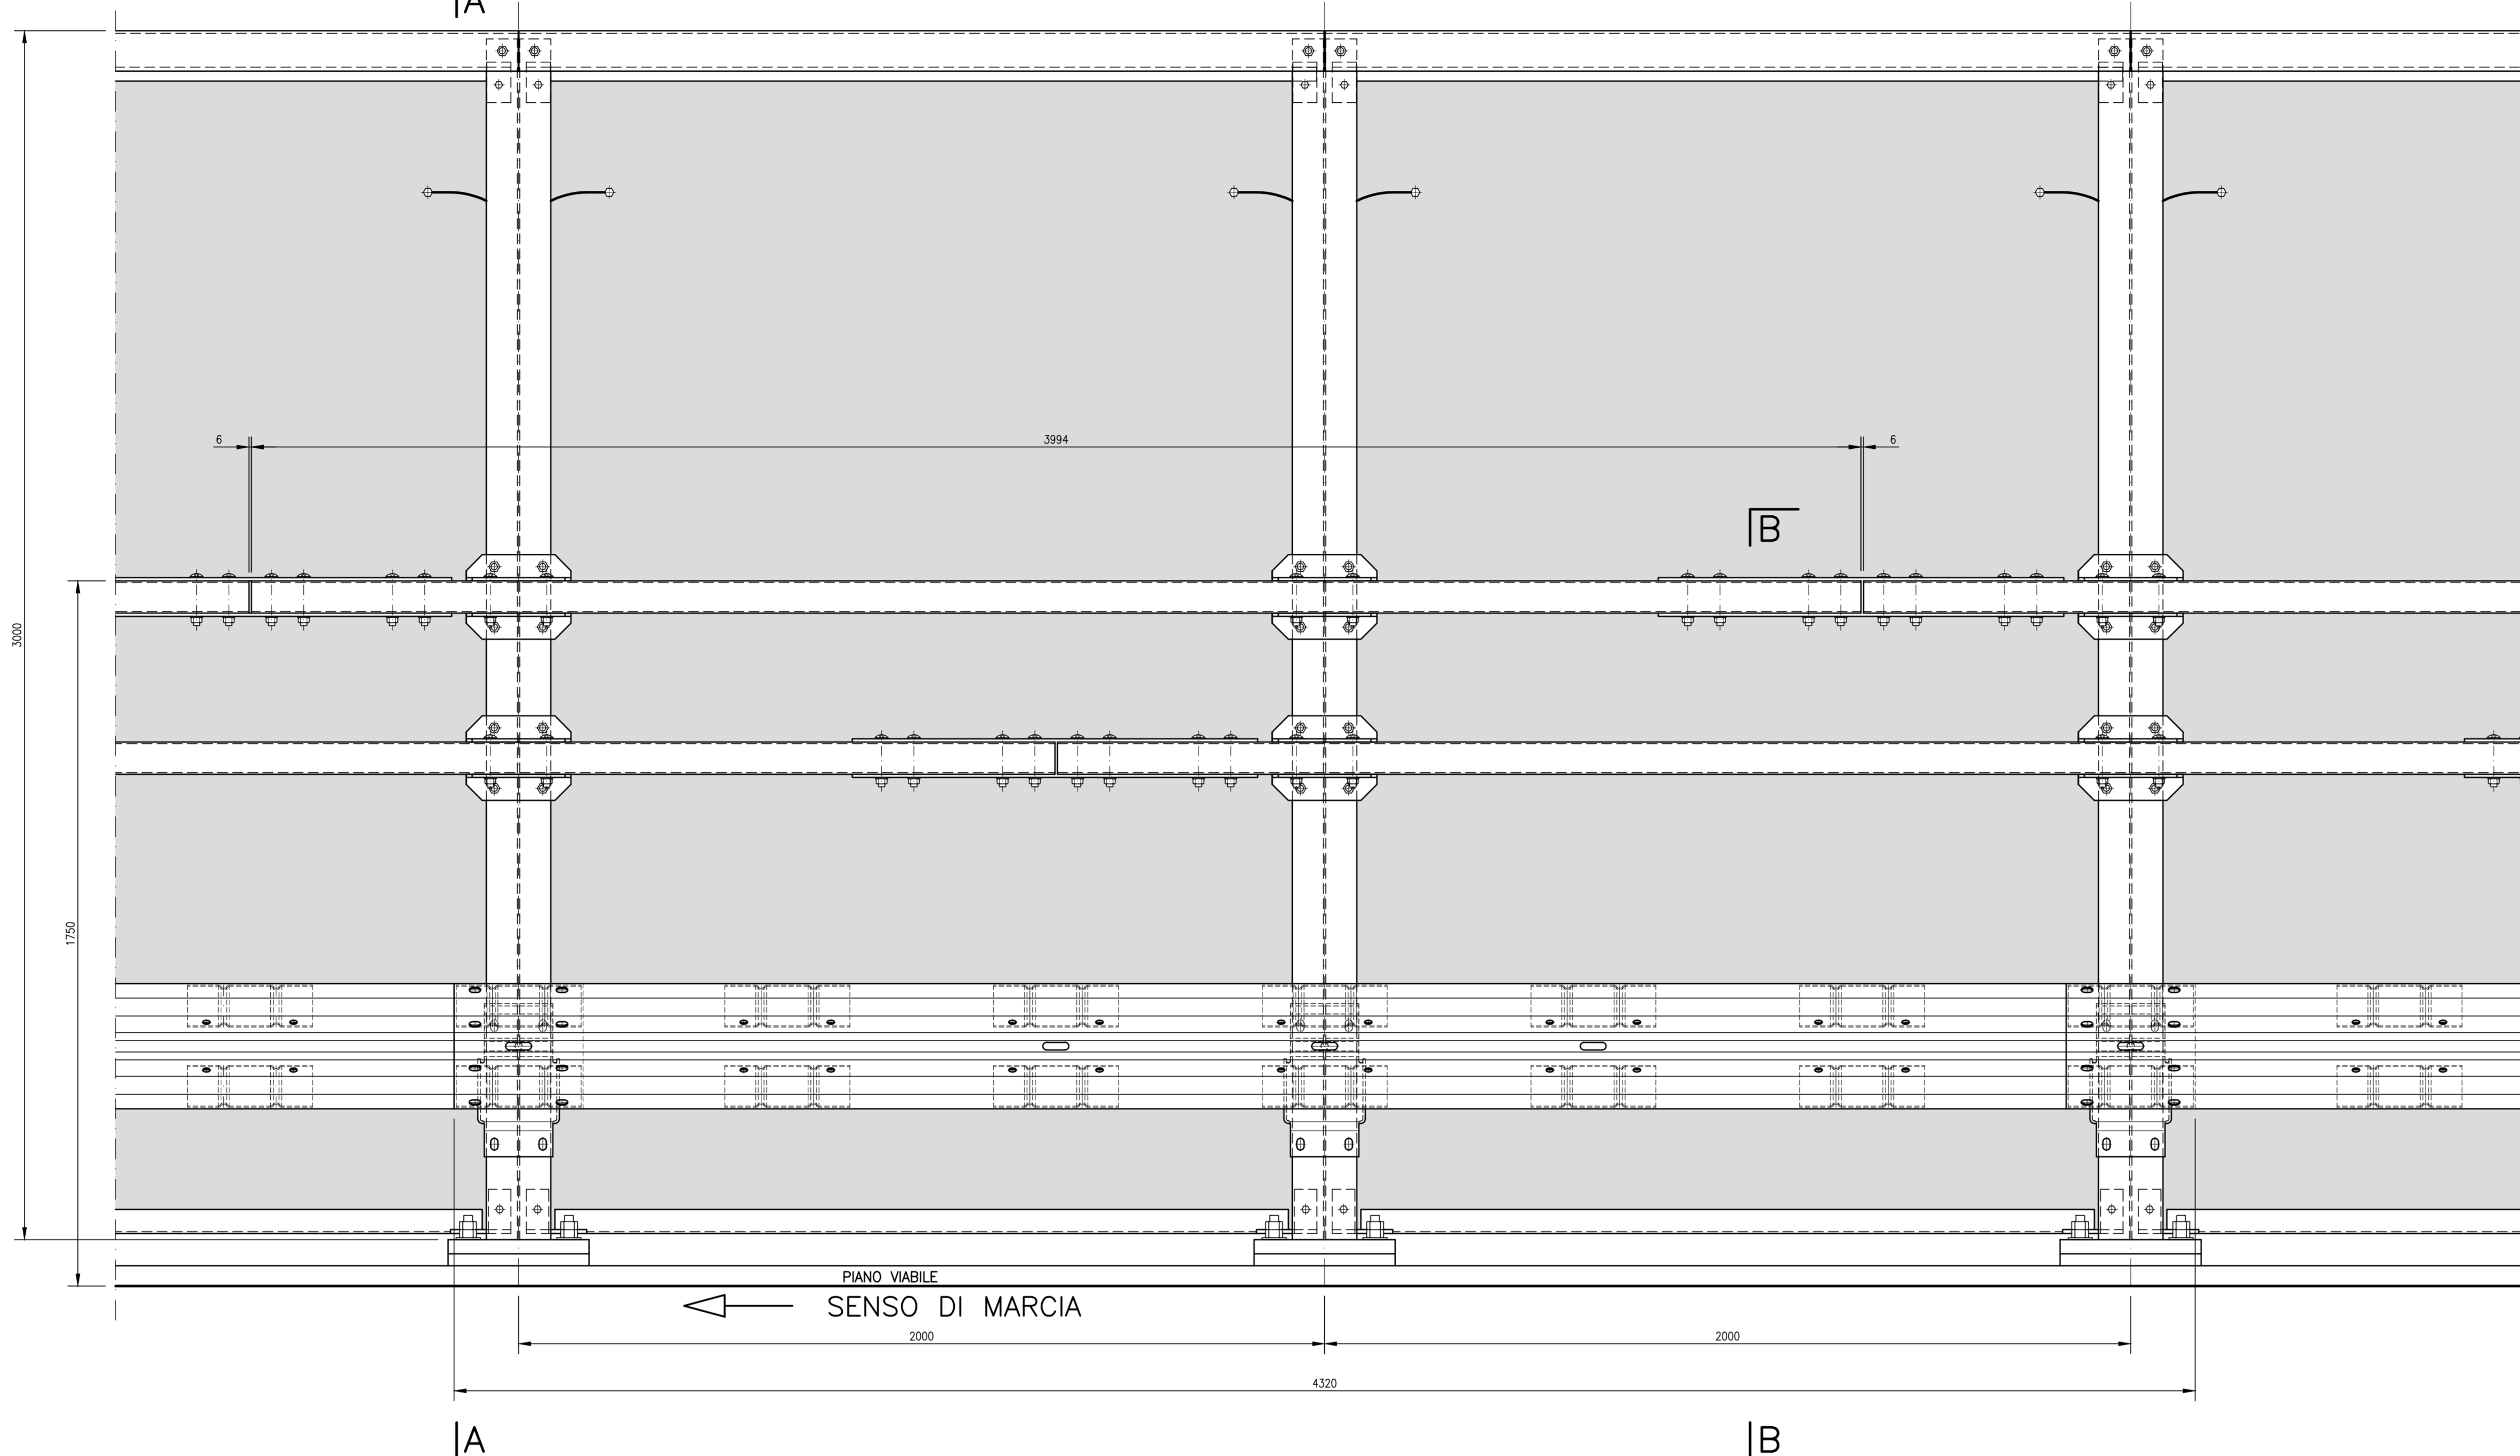 A
6
3994
6
B
3000
1750
PIANO VIABILE
SENSO DI MARCIA
2000
2000
4320
A
B